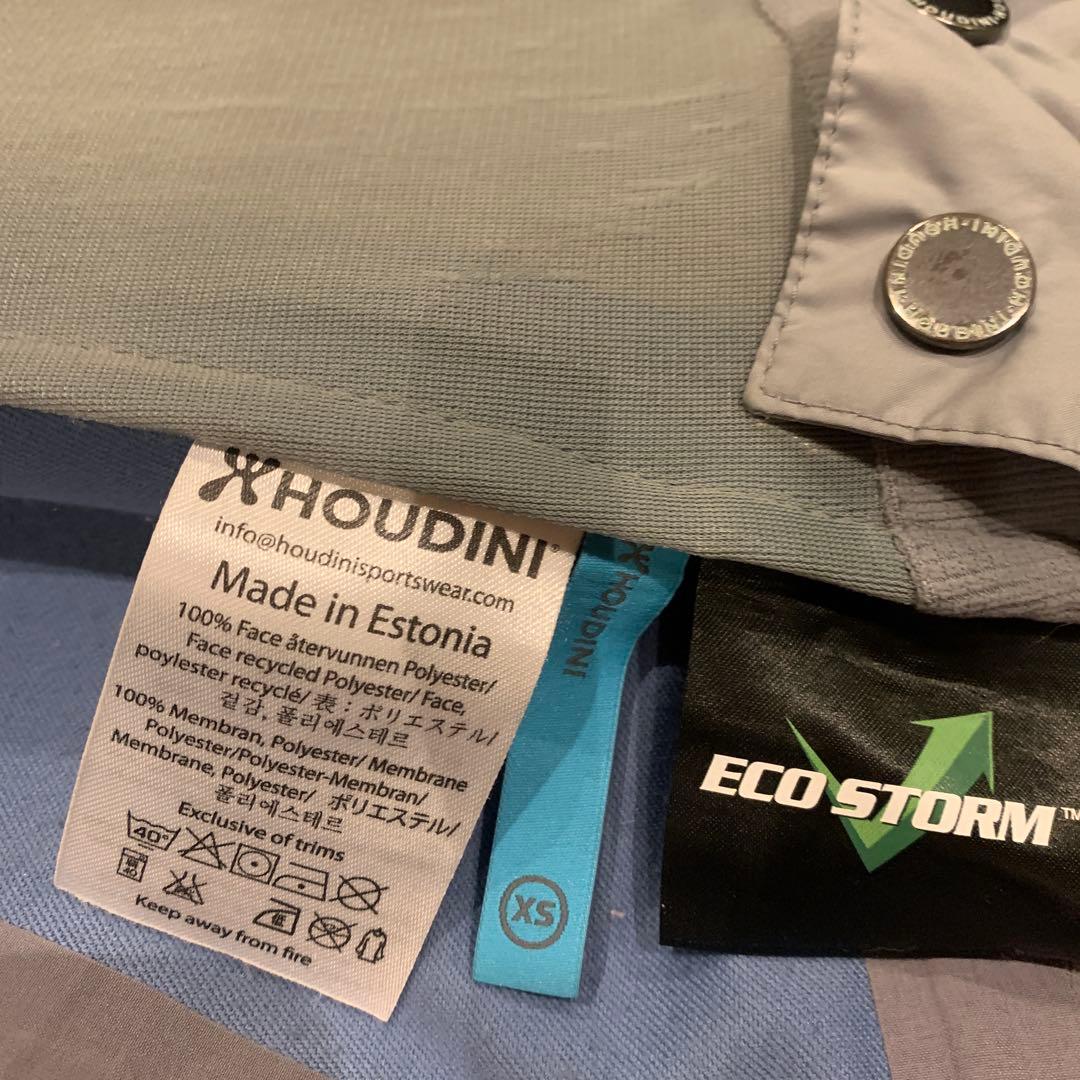 HOUDINI
HOUDINI
info@houdinisportswear.com
Made in Estonia
100% Face återvunnen Polyester/
Face recycled Polyester/ Face,
poylester recyclé/ 表：ポリエステル/
겉감, 폴리에스테르
100% Membran, Polyester/ Membrane
Polyester/Polyester-Membran/
Membrane, Polyester/ ポリエステル/
폴리에스테르
Exclusive of trims
40°
40
Keep away from fire
HOUDINI
XS
ECO STORM™